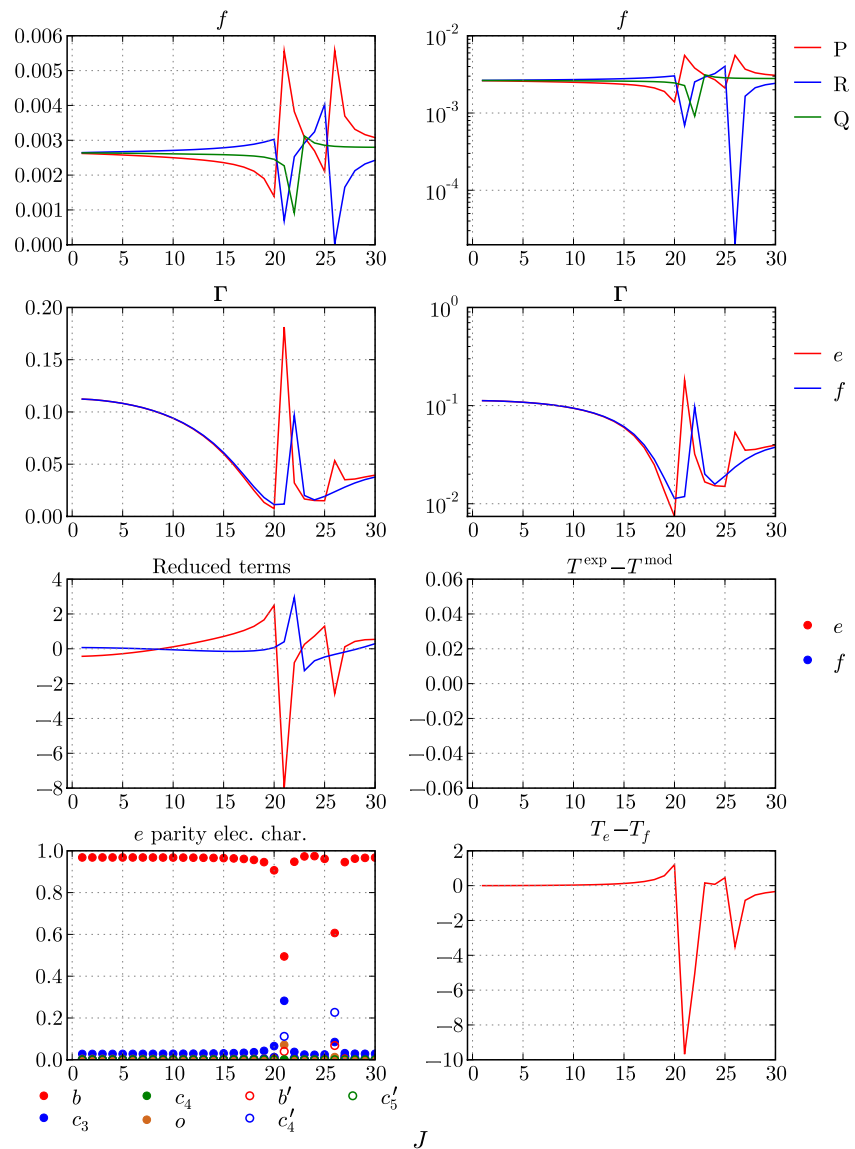 f f
0.006 0.005 0.004 0.003 0.002 0.001 0.000
0 5 10 15 20 25 30
10⁻² 10⁻³ 10⁻⁴
0 5 10 15 20 25 30
P
R
Q
Γ Γ
0.20 0.15 0.10 0.05 0.00
0 5 10 15 20 25 30
10⁰ 10⁻¹ 10⁻²
0 5 10 15 20 25 30
e
f
Reduced terms
4 2 0 −2 −4 −6 −8
0 5 10 15 20 25 30
T^exp − T^mod
0.06 0.04 0.02 0.00 −0.02 −0.04 −0.06
0 5 10 15 20 25 30
e
f
e parity elec. char.
1.0 0.8 0.6 0.4 0.2 0.0
0 5 10 15 20 25 30
T_e − T_f
2 0 −2 −4 −6 −8 −10
0 5 10 15 20 25 30
b c₄ b′ c₅′
c₃ o c₄′
J